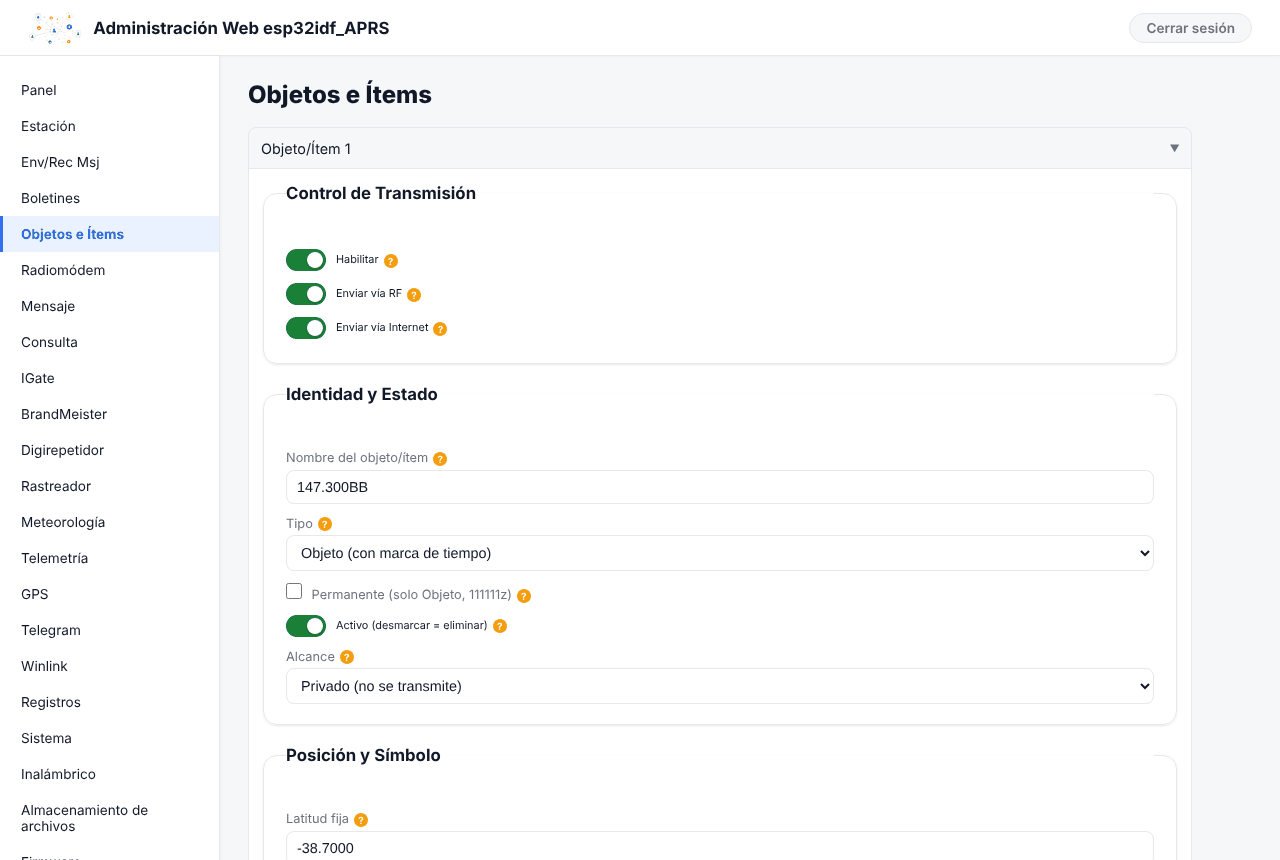 Administración Web esp32idf_APRS
Cerrar sesión
Panel
Estación
Env/Rec Msj
Boletines
Objetos e Ítems
Radiomódem
Mensaje
Consulta
IGate
BrandMeister
Digirepetidor
Rastreador
Meteorología
Telemetría
GPS
Telegram
Winlink
Registros
Sistema
Inalámbrico
Almacenamiento de
archivos
Objetos e Ítems
Objeto/Ítem 1
▼
Control de Transmisión
Habilitar ?
Enviar vía RF ?
Enviar vía Internet ?
Identidad y Estado
Nombre del objeto/ítem ?
147.300BB
Tipo ?
Objeto (con marca de tiempo)
Permanente (solo Objeto, 111111z) ?
Activo (desmarcar = eliminar) ?
Alcance ?
Privado (no se transmite)
Posición y Símbolo
Latitud fija ?
-38.7000